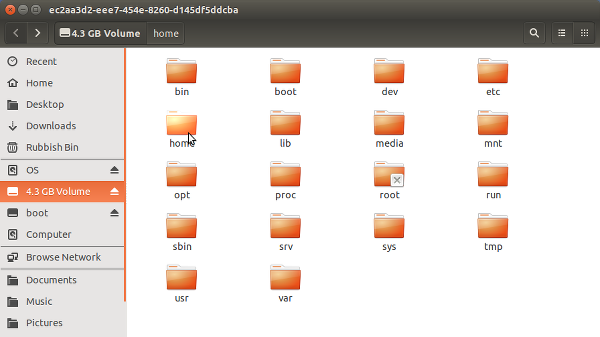 ec2aa3d2-eee7-454e-8260-d145df5ddcba
4.3 GB Volume home
Recent
Home
Desktop
Downloads
Rubbish Bin
OS
4.3 GB Volume
boot
Computer
Browse Network
Documents
Music
Pictures
bin boot dev etc
home lib media mnt
opt proc root run
sbin srv sys tmp
usr var